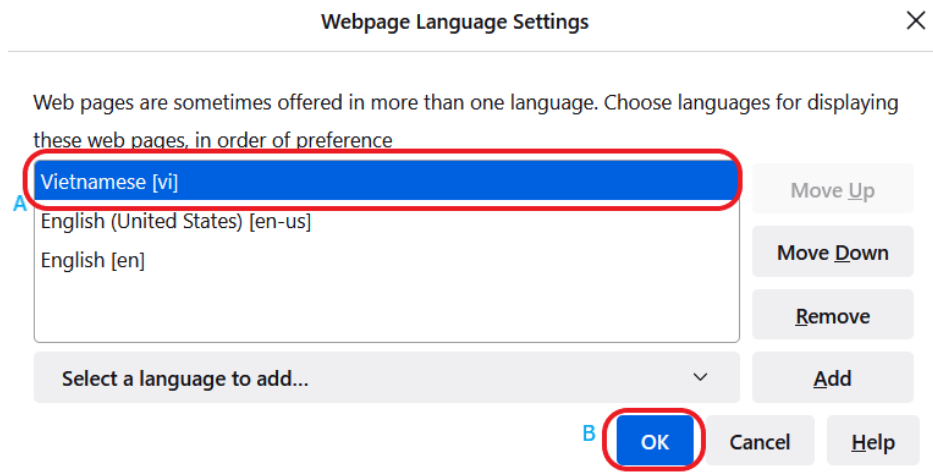 Webpage Language Settings
Web pages are sometimes offered in more than one language. Choose languages for displaying
these web pages, in order of preference
A
Vietnamese [vi]
English (United States) [en-us]
English [en]
Move Up
Move Down
Remove
Select a language to add...
Add
B
OK
Cancel
Help